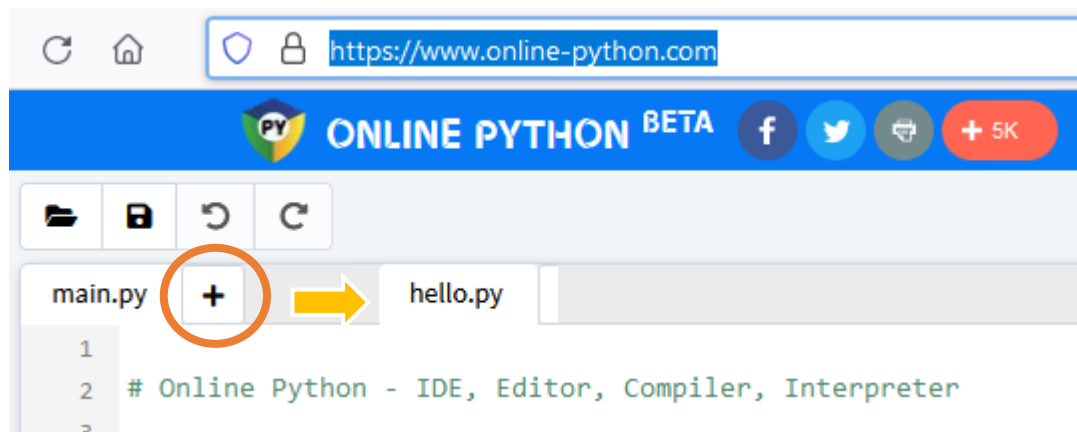 https://www.online-python.com
PY ONLINE PYTHON BETA f + 5K
main.py + hello.py
1
2 # Online Python - IDE, Editor, Compiler, Interpreter